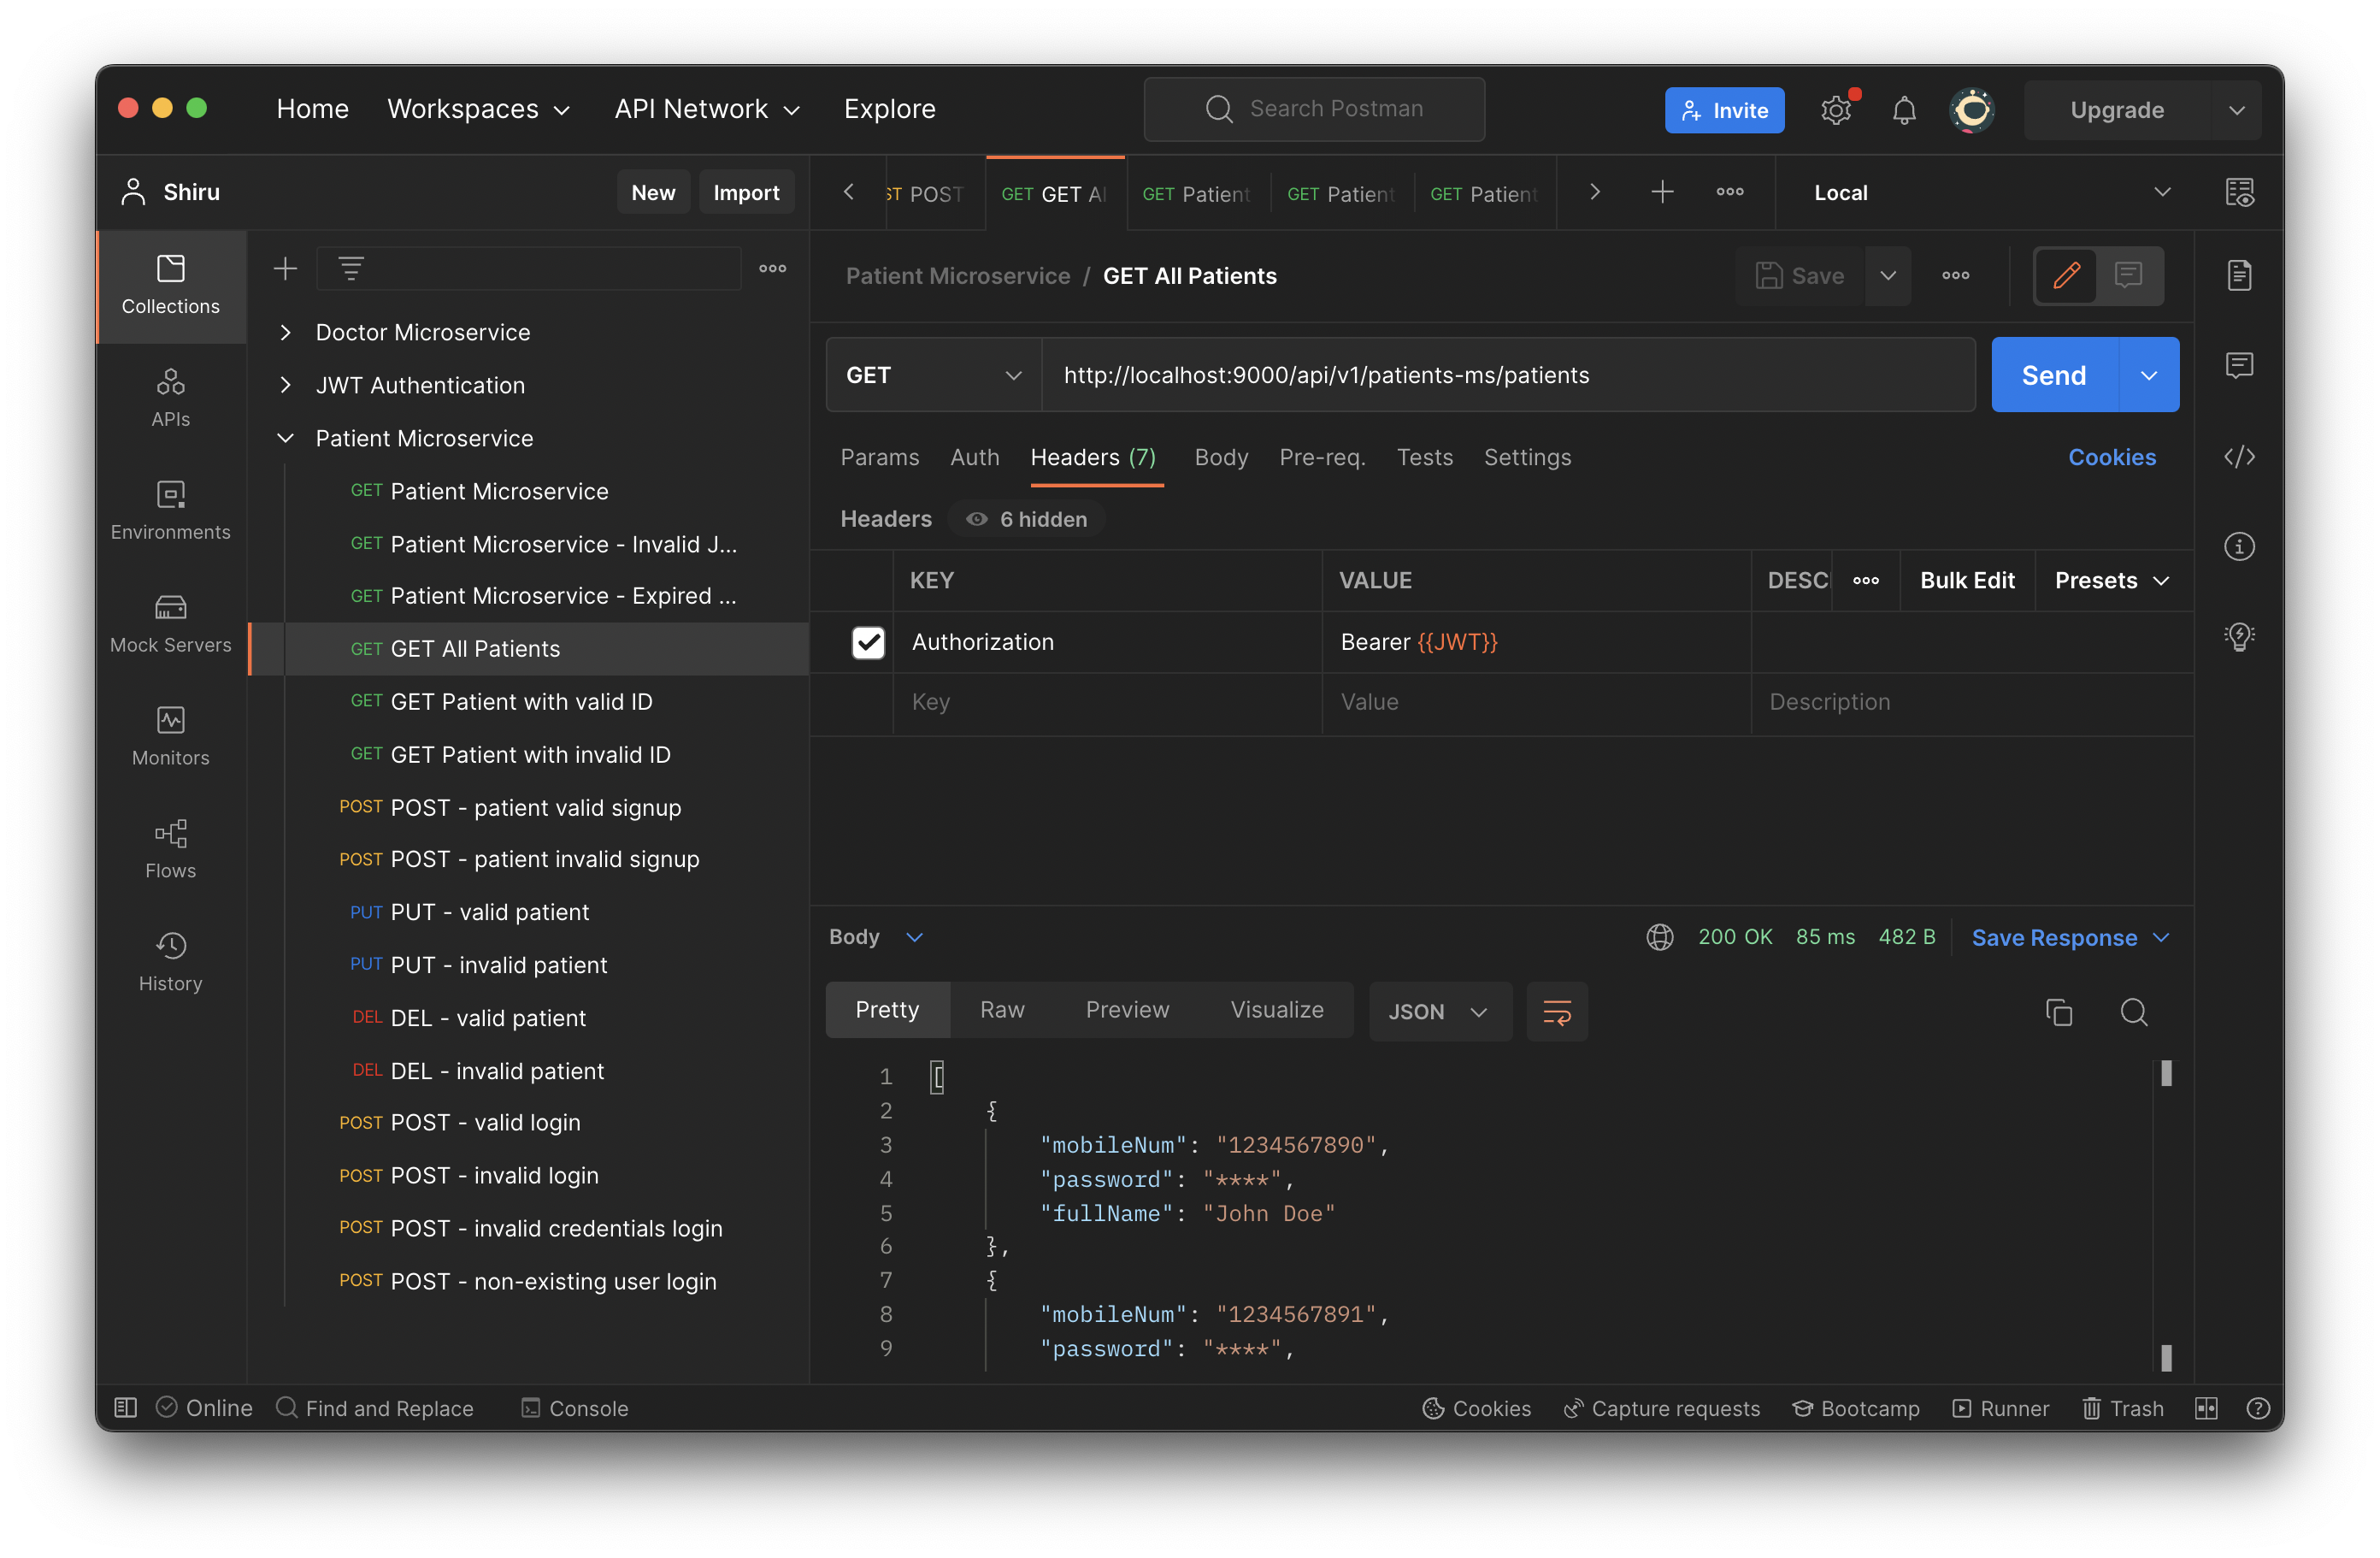 Home Workspaces API Network Explore Search Postman Invite Upgrade
Shiru New Import
POST GET GET GET Patient GET Patient GET Patient Local
Collections
APIs
Environments
Mock Servers
Monitors
Flows
History
Doctor Microservice
JWT Authentication
Patient Microservice
GET Patient Microservice
GET Patient Microservice - Invalid J...
GET Patient Microservice - Expired ...
GET GET All Patients
GET GET Patient with valid ID
GET GET Patient with invalid ID
POST POST - patient valid signup
POST POST - patient invalid signup
PUT PUT - valid patient
PUT PUT - invalid patient
DEL DEL - valid patient
DEL DEL - invalid patient
POST POST - valid login
POST POST - invalid login
POST POST - invalid credentials login
POST POST - non-existing user login
Patient Microservice / GET All Patients Save
GET http://localhost:9000/api/v1/patients-ms/patients Send
Params Auth Headers (7) Body Pre-req. Tests Settings Cookies
Headers 6 hidden
KEY VALUE DESC Bulk Edit Presets
Authorization Bearer {{JWT}}
Key Value Description
Body 200 OK 85 ms 482 B Save Response
Pretty Raw Preview Visualize JSON
1 [
2 {
3 "mobileNum": "1234567890",
4 "password": "****",
5 "fullName": "John Doe"
6 },
7 {
8 "mobileNum": "1234567891",
9 "password": "****",
Online Find and Replace Console Cookies Capture requests Bootcamp Runner Trash